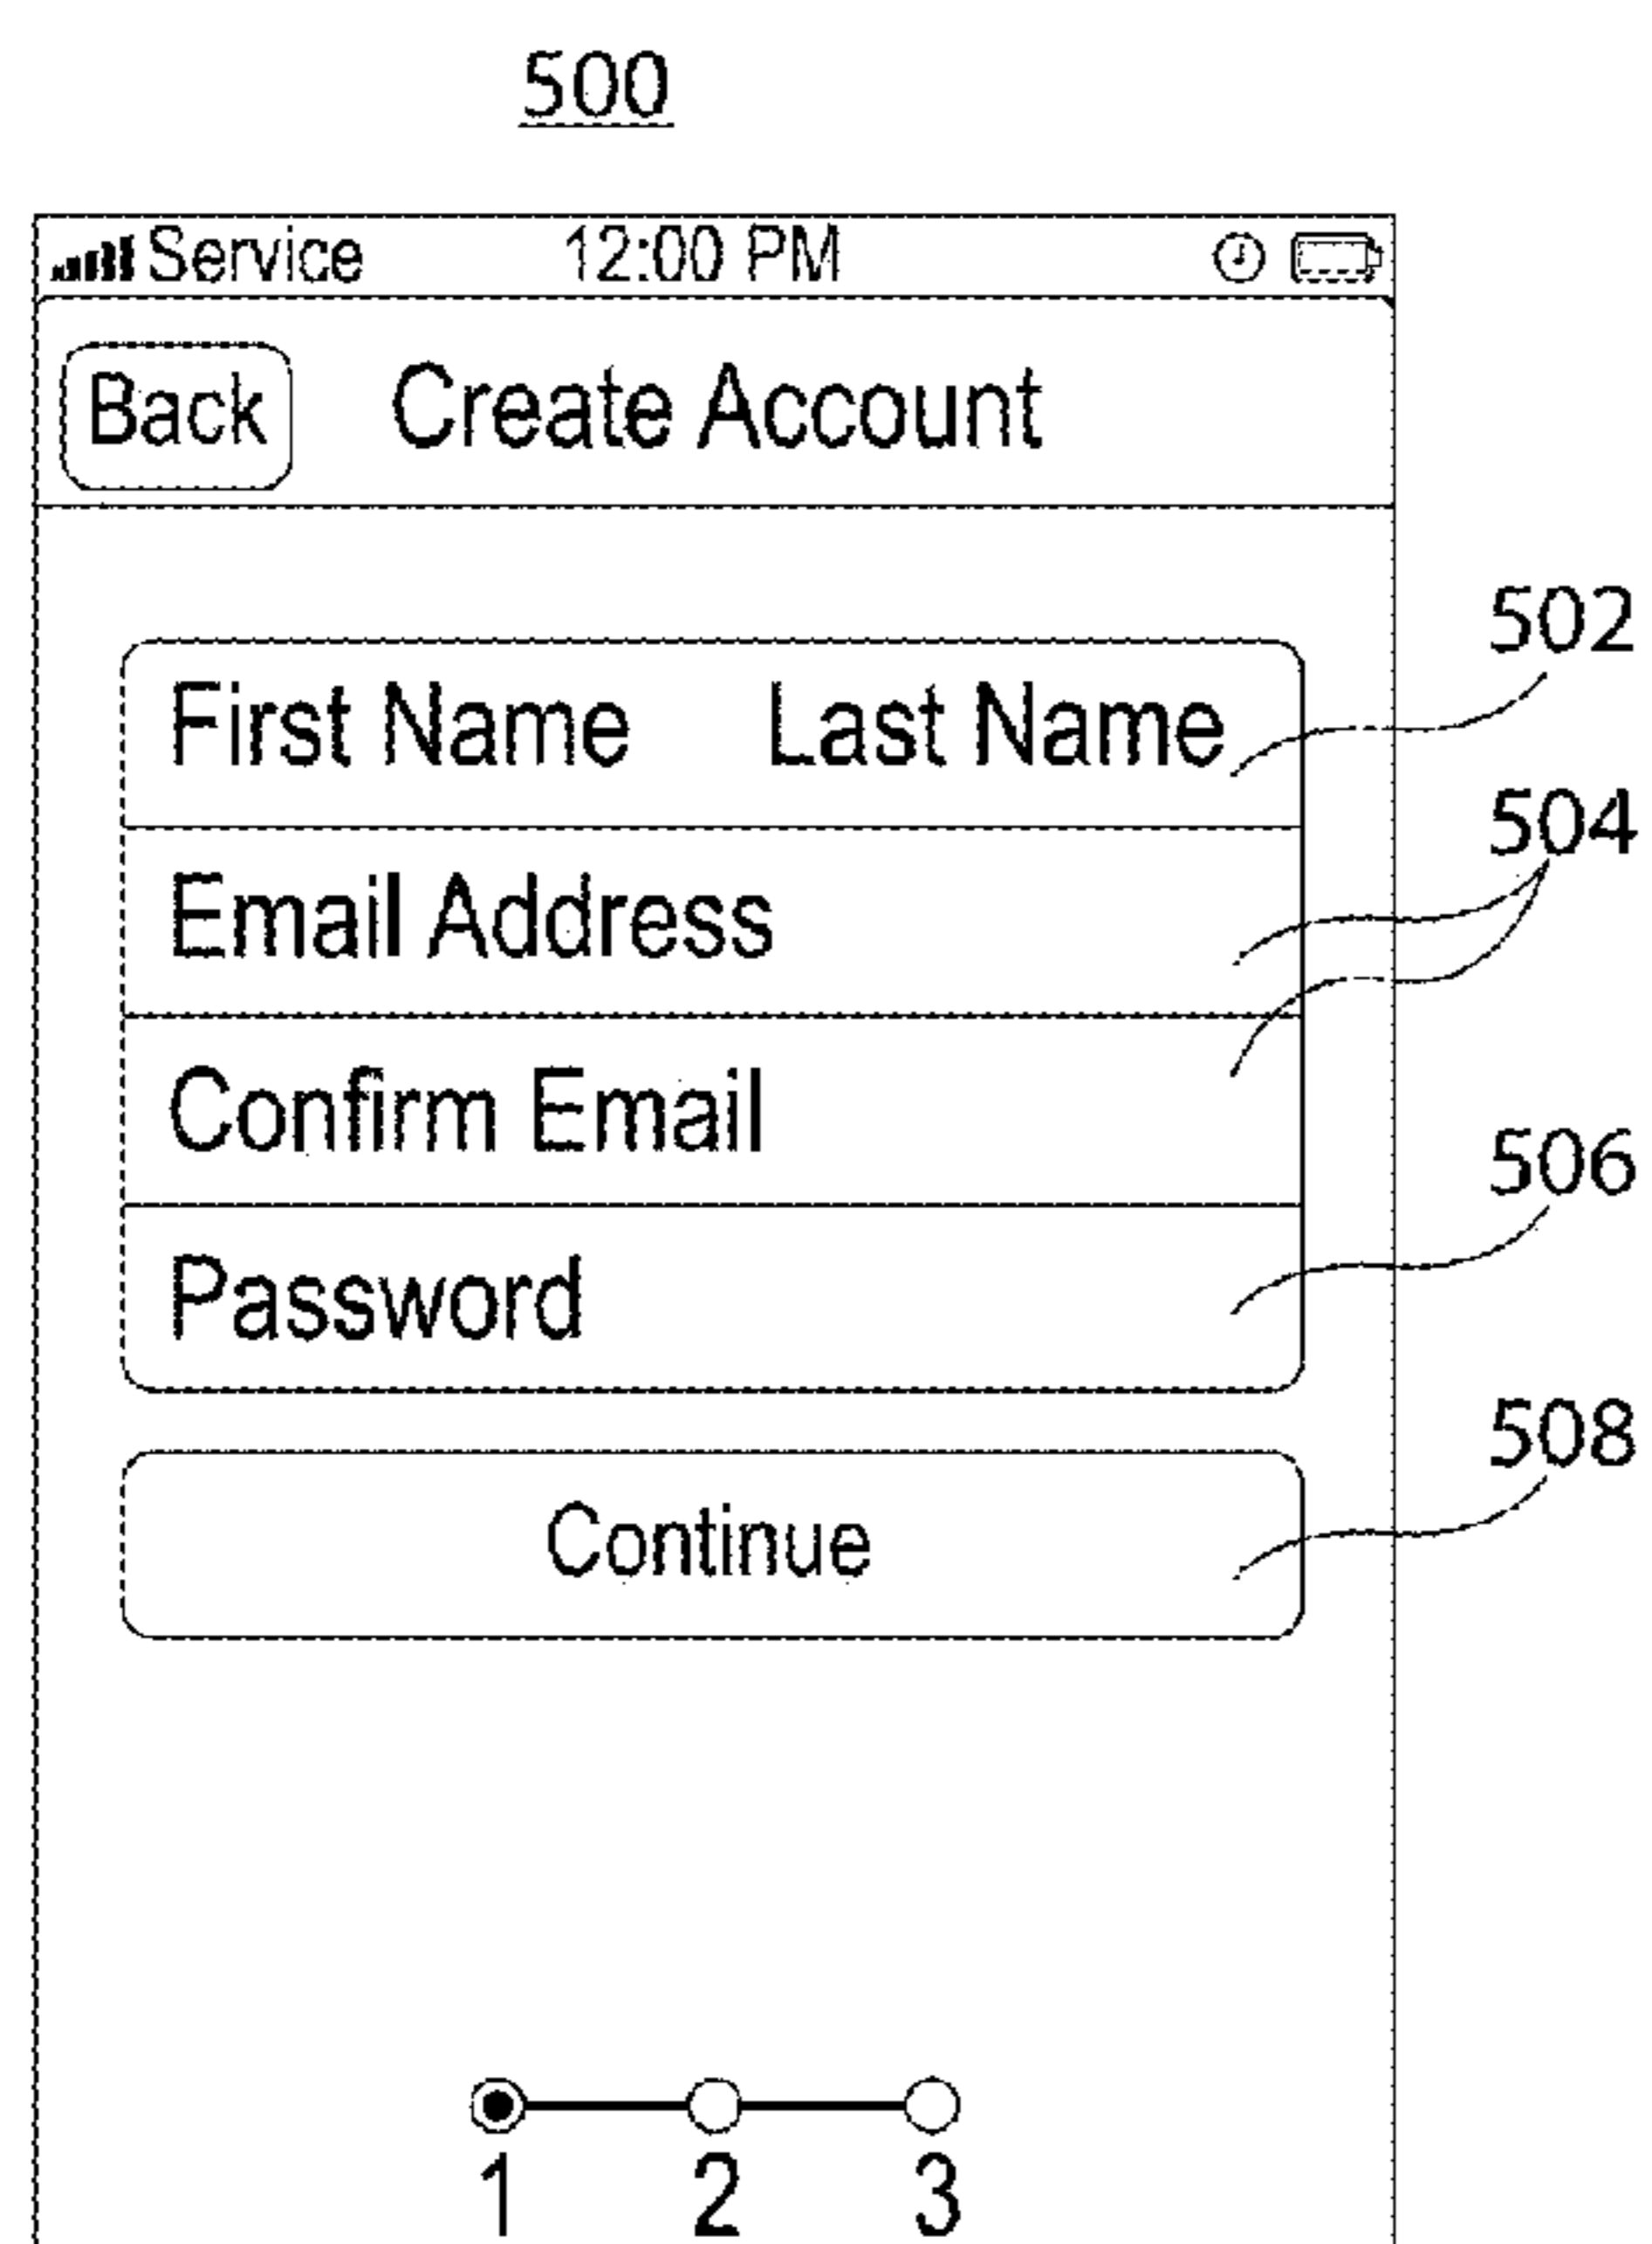 500
Service 12:00 PM
Back Create Account
502
First Name Last Name
504
Email Address
Confirm Email
506
Password
508
Continue
1 2 3